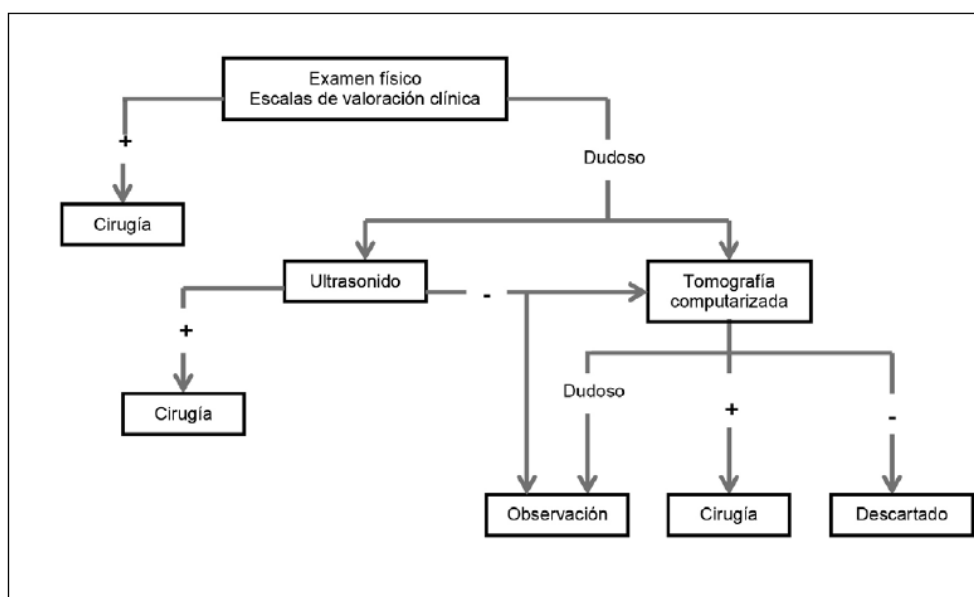 Examen físico
Escalas de valoración clínica
+
Dudoso
Cirugía
Ultrasonido
-
Tomografía
computarizada
+
Cirugía
Dudoso
+
-
Observación
Cirugía
Descartado